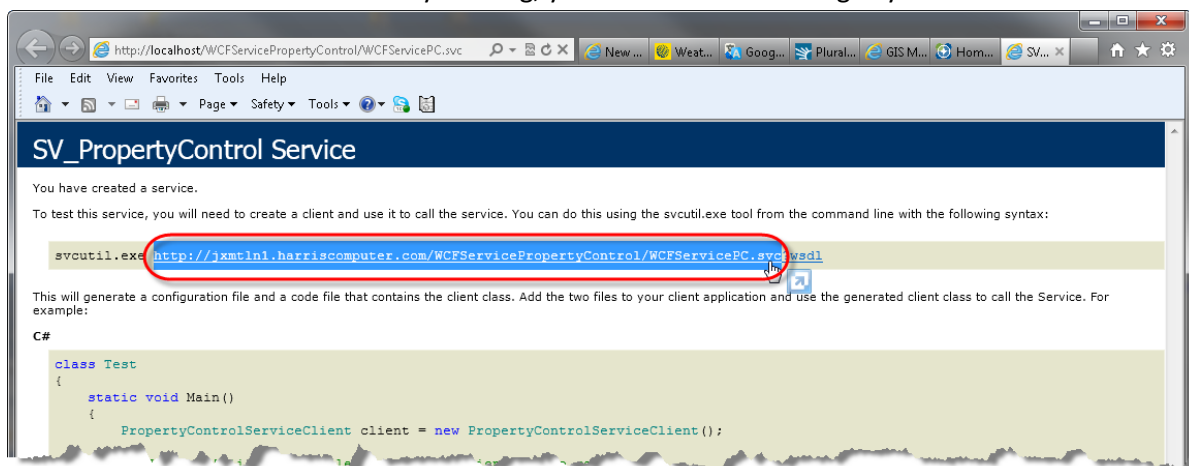 http://localhost/WCFServicePropertyControl/WCFServicePC.svc New ... Weat... Goog... Plural... GIS M... Hom... SV...
File Edit View Favorites Tools Help
Page Safety Tools
SV_PropertyControl Service
You have created a service.
To test this service, you will need to create a client and use it to call the service. You can do this using the svcutil.exe tool from the command line with the following syntax:
svcutil.exe http://jxmtln1.harriscomputer.com/WCFServicePropertyControl/WCFServicePC.svc?wsdl
This will generate a configuration file and a code file that contains the client class. Add the two files to your client application and use the generated client class to call the Service. For
example:
C#
class Test
{
static void Main()
{
PropertyControlServiceClient client = new PropertyControlServiceClient();